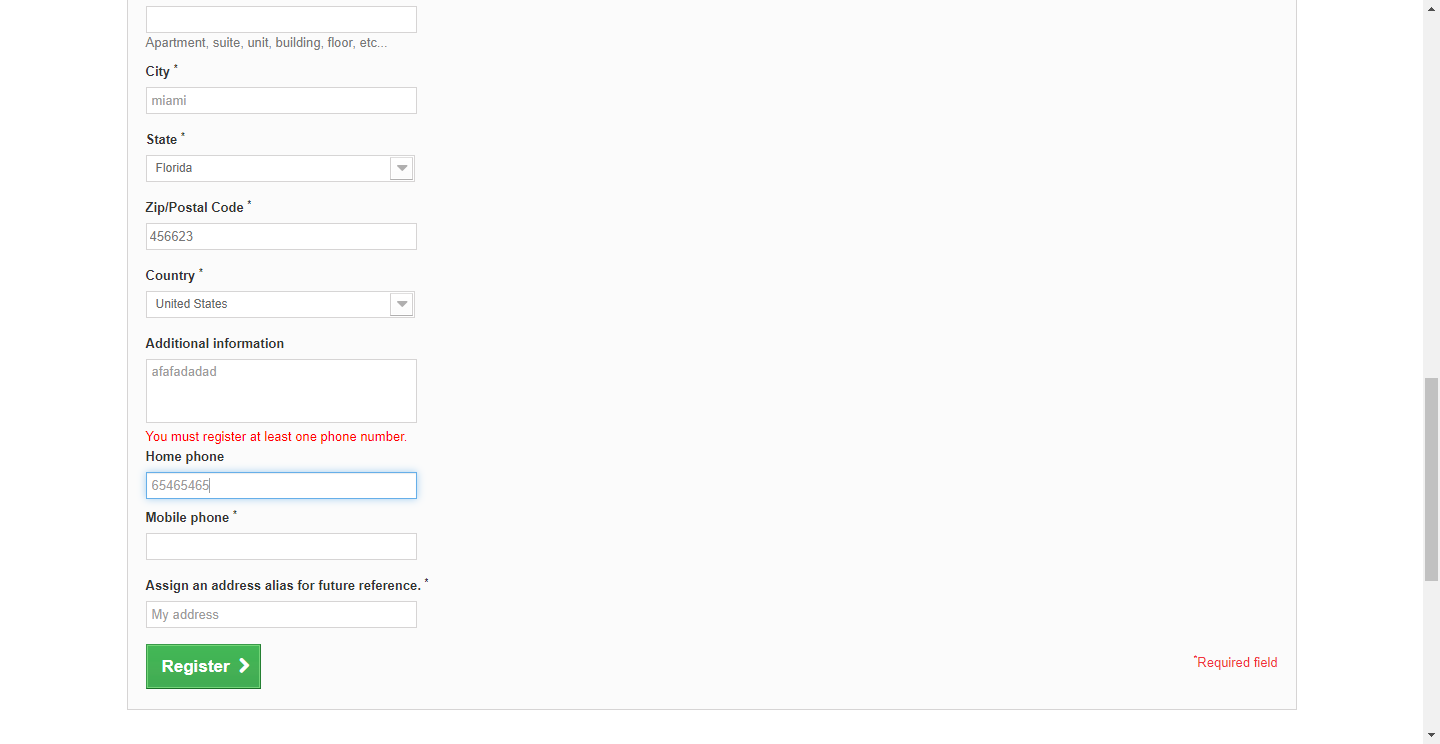 Apartment, suite, unit, building, floor, etc...
City *
miami
State *
Florida
Zip/Postal Code *
456623
Country *
United States
Additional information
afafadadad
You must register at least one phone number.
Home phone
65465465
Mobile phone *
Assign an address alias for future reference. *
My address
Register
*Required field